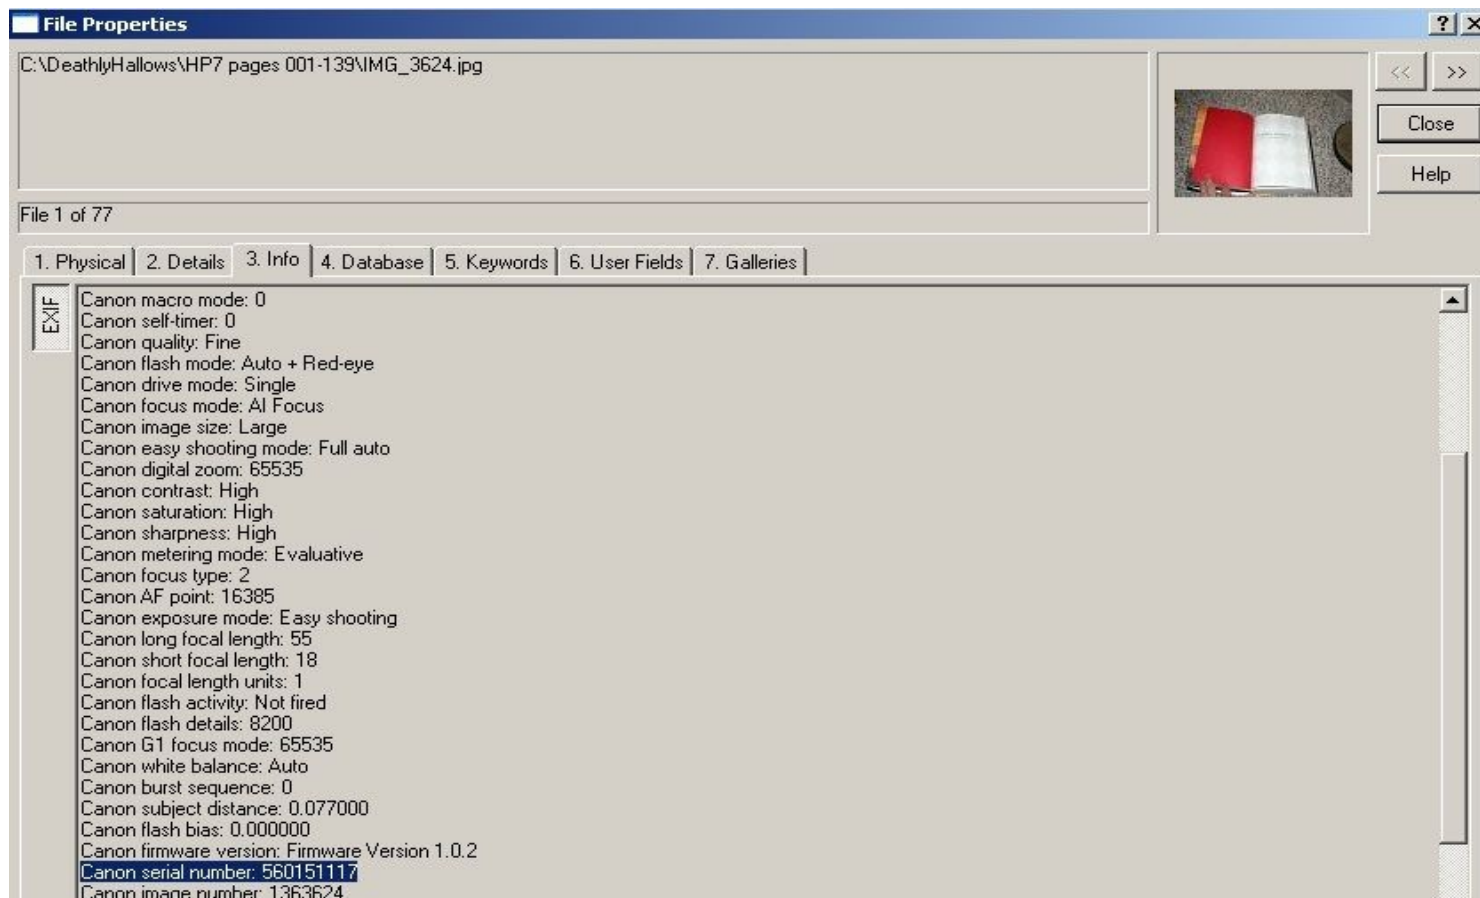 File Properties
?
C:\DeathlyHallows\HP7 pages 001-139\IMG_3624.jpg
<< >>
Close
Help
File 1 of 77
1. Physical 2. Details 3. Info 4. Database 5. Keywords 6. User Fields 7. Galleries
EXIF
Canon macro mode: 0
Canon self-timer: 0
Canon quality: Fine
Canon flash mode: Auto + Red-eye
Canon drive mode: Single
Canon focus mode: AI Focus
Canon image size: Large
Canon easy shooting mode: Full auto
Canon digital zoom: 65535
Canon contrast: High
Canon saturation: High
Canon sharpness: High
Canon metering mode: Evaluative
Canon focus type: 2
Canon AF point: 16385
Canon exposure mode: Easy shooting
Canon long focal length: 55
Canon short focal length: 18
Canon focal length units: 1
Canon flash activity: Not fired
Canon flash details: 8200
Canon G1 focus mode: 65535
Canon white balance: Auto
Canon burst sequence: 0
Canon subject distance: 0.077000
Canon flash bias: 0.000000
Canon firmware version: Firmware Version 1.0.2
Canon serial number: 560151117
Canon image number: 1363624